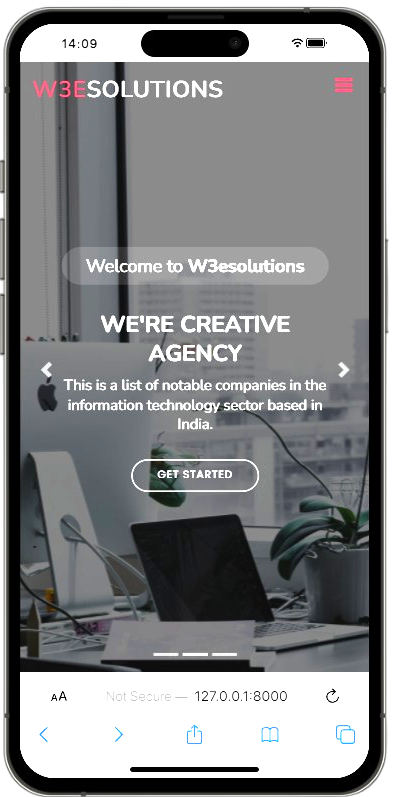 14:09
W3ESOLUTIONS
Welcome to W3esolutions
WE'RE CREATIVE
AGENCY
This is a list of notable companies in the
information technology sector based in
India.
GET STARTED
AA
Not Secure — 127.0.0.1:8000